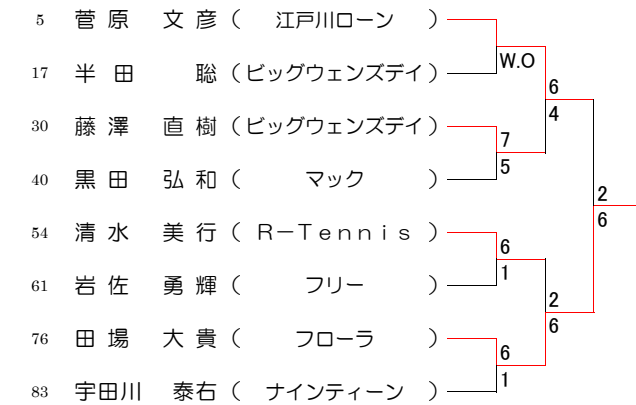 5 菅原 文彦 ( 江戸川ローン )
W.O
17 半田 聡 ( ビッグウェンズデイ )
6
4
30 藤澤 直樹 ( ビッグウェンズデイ )
7
5
40 黒田 弘和 ( マック )
2
6
54 清水 美行 ( R－Tennis )
6
1
61 岩佐 勇輝 ( フリー )
2
6
76 田場 大貴 ( フローラ )
6
1
83 宇田川 泰右 ( ナインティーン )